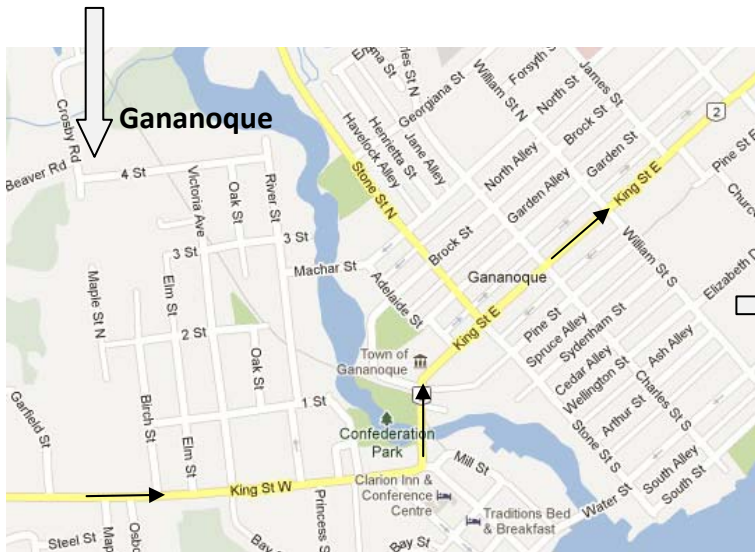 Gananoque
Crosby Rd
Beaver Rd
4 St
Victoria Ave
Oak St
River St
3 St
3 St
Machar St
Maple St N
Elm St
2 St
Oak St
Birch St
Elm St
1 St
Garfield St
King St W
Steel St
Princess S
Bay St
Stone St N
Havelock Alley
Henrietta St
Jane Alley
Georgiana St
William St N
Forsyth St
James St
North St
Brock St
North Alley
Garden St
Garden Alley
King St E
2
Pine St E
Brock St
Adelaide St
Gananoque
William St S
Elizabeth D
King St E
Pine St
Spruce Alley
Sydenham St
Cedar Alley
Wellington St
Ash Alley
Arthur St
Charles St S
Stone St S
South Alley
South St
Water St
Town of
Gananoque
Confederation
Park
Mill St
Clarion Inn &
Conference
Centre
Traditions Bed
& Breakfast
Bay St